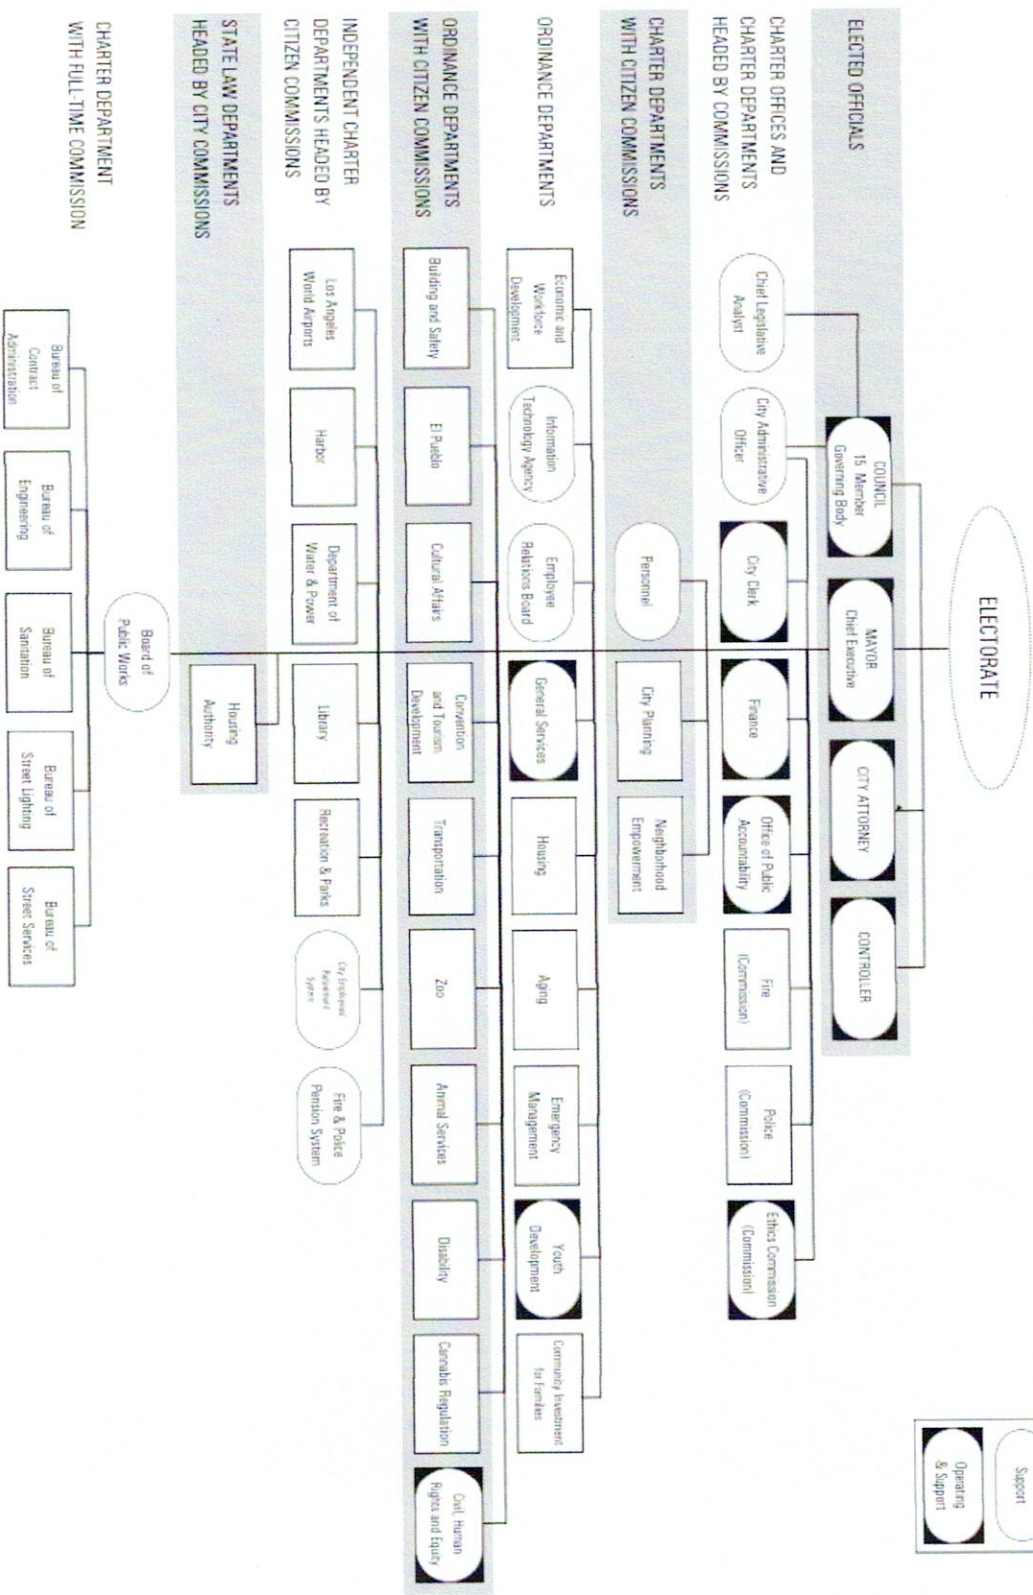 ELECTORATE
Support
Operating
& Support
ELECTED OFFICIALS
COUNCIL
15 Member
Governing Body
MAYOR
Chief Executive
CITY ATTORNEY
CONTROLLER
CHARTER OFFICES AND
CHARTER DEPARTMENTS
HEADED BY COMMISSIONS
Chief Legislative
Analyst
City Administrative
Officer
City Clerk
Finance
Office of Public
Accountability
Fire
(Commission)
Police
(Commission)
Ethics Commission
(Commission)
CHARTER DEPARTMENTS
WITH CITIZEN COMMISSIONS
Personnel
City Planning
Neighborhood
Empowerment
ORDINANCE DEPARTMENTS
Economic and
Workforce
Development
Information
Technology Agency
Employee
Relations Board
General Services
Housing
Aging
Emergency
Management
Youth
Development
Community Investment
for Families
ORDINANCE DEPARTMENTS
WITH CITIZEN COMMISSIONS
Building and Safety
El Pueblo
Cultural Affairs
Convention
and Tourism
Development
Transportation
Zoo
Animal Services
Disability
Cannabis Regulation
Civil, Human
Rights and Equity
INDEPENDENT CHARTER
DEPARTMENTS HEADED BY
CITIZEN COMMISSIONS
Los Angeles
World Airports
Harbor
Department of
Water & Power
Library
Recreation & Parks
City Employees'
Retirement
System
Fire & Police
Pension System
STATE LAW DEPARTMENTS
HEADED BY CITY COMMISSIONS
Housing
Authority
CHARTER DEPARTMENT
WITH FULL-TIME COMMISSION
Board of
Public Works
Bureau of
Contract
Administration
Bureau of
Engineering
Bureau of
Sanitation
Bureau of
Street Lighting
Bureau of
Street Services